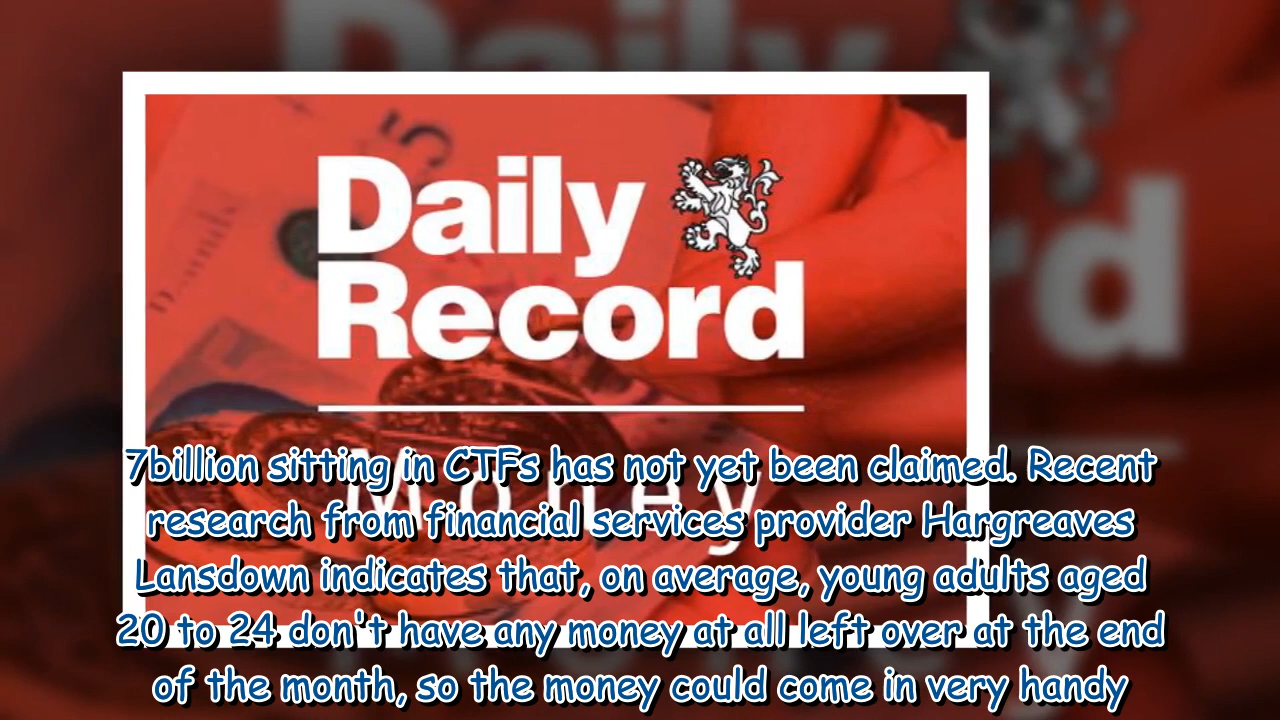 Daily
Record
Money
7billion sitting in CTFs has not yet been claimed. Recent
research from financial services provider Hargreaves
Lansdown indicates that, on average, young adults aged
20 to 24 don't have any money at all left over at the end
of the month, so the money could come in very handy